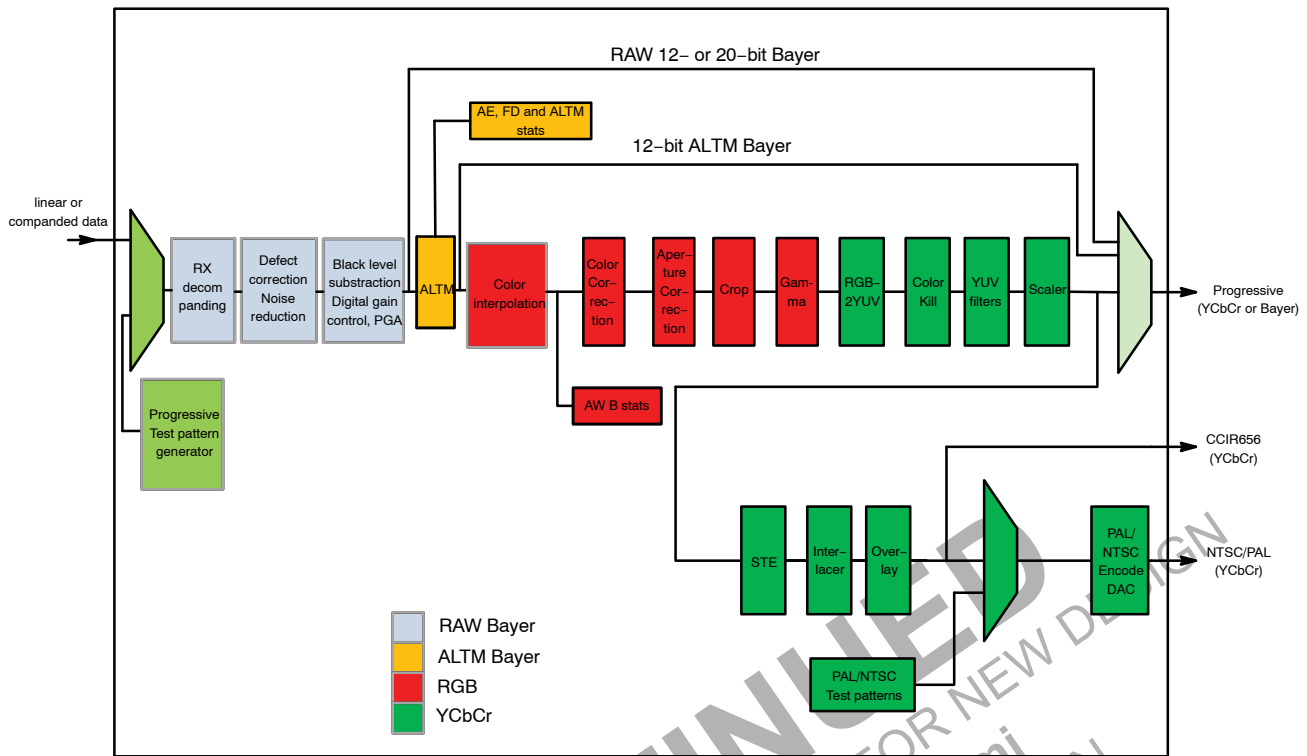 RAW 12− or 20−bit Bayer
AE, FD and ALTM
stats
12−bit ALTM Bayer
linear or
companded data
RX
decom
panding
Defect
correction
Noise
reduction
Black level
substraction
Digital gain
control, PGA
ALTM
Color
interpolation
Color
Cor−
rec−
tion
Aper−
ture
Cor−
rec−
tion
Crop
Gam−
ma
RGB−
2YUV
Color
Kill
YUV
filters
Scaler
Progressive
(YCbCr or Bayer)
AW B stats
Progressive
Test pattern
generator
CCIR656
(YCbCr)
STE
Inter−
lacer
Over−
lay
PAL/
NTSC
Encode
DAC
NTSC/PAL
(YCbCr)
PAL/NTSC
Test patterns
RAW Bayer
ALTM Bayer
RGB
YCbCr
INUED
FOR NEW DESIGN